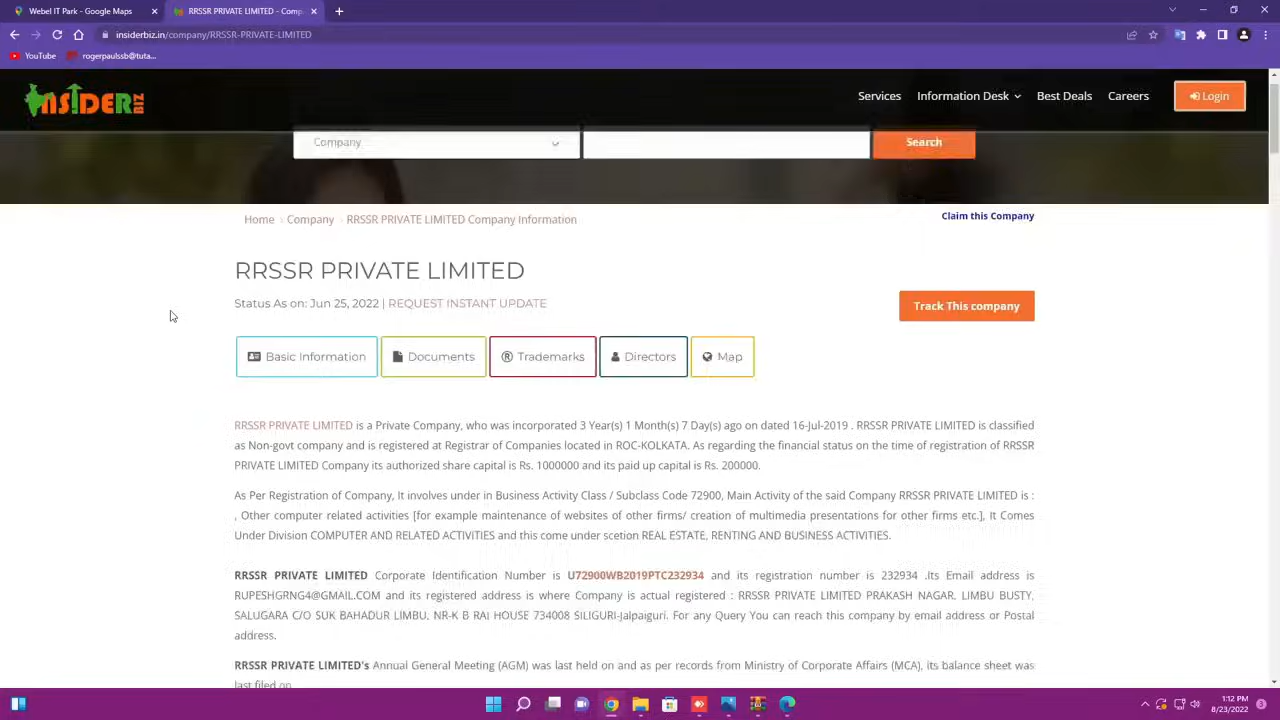 Webel IT Park - Google Maps
RRSSR PRIVATE LIMITED - Comp
insiderbiz.in/company/RRSSR-PRIVATE-LIMITED
YouTube
rogerpaulssb@tuta...
INSIDER BIZ
Services
Information Desk
Best Deals
Careers
Login
Company
Search
Home › Company › RRSSR PRIVATE LIMITED Company Information
Claim this Company
RRSSR PRIVATE LIMITED
Status As on: Jun 25, 2022 | REQUEST INSTANT UPDATE
Track This company
Basic Information
Documents
Trademarks
Directors
Map
RRSSR PRIVATE LIMITED is a Private Company, who was incorporated 3 Year(s) 1 Month(s) 7 Day(s) ago on dated 16-Jul-2019 . RRSSR PRIVATE LIMITED is classified
as Non-govt company and is registered at Registrar of Companies located in ROC-KOLKATA. As regarding the financial status on the time of registration of RRSSR
PRIVATE LIMITED Company its authorized share capital is Rs. 1000000 and its paid up capital is Rs. 200000.
As Per Registration of Company, It involves under in Business Activity Class / Subclass Code 72900, Main Activity of the said Company RRSSR PRIVATE LIMITED is :
, Other computer related activities [for example maintenance of websites of other firms/ creation of multimedia presentations for other firms etc.], It Comes
Under Division COMPUTER AND RELATED ACTIVITIES and this come under scetion REAL ESTATE, RENTING AND BUSINESS ACTIVITIES.
RRSSR PRIVATE LIMITED Corporate Identification Number is U72900WB2019PTC232934 and its registration number is 232934 .Its Email address is
RUPESHGRNG4@GMAIL.COM and its registered address is where Company is actual registered : RRSSR PRIVATE LIMITED PRAKASH NAGAR, LIMBU BUSTY,
SALUGARA C/O SUK BAHADUR LIMBU, NR-K B RAI HOUSE 734008 SILIGURI-Jalpaiguri. For any Query You can reach this company by email address or Postal
address.
RRSSR PRIVATE LIMITED's Annual General Meeting (AGM) was last held on and as per records from Ministry of Corporate Affairs (MCA), its balance sheet was
last filed on
1:12 PM
8/23/2022
3